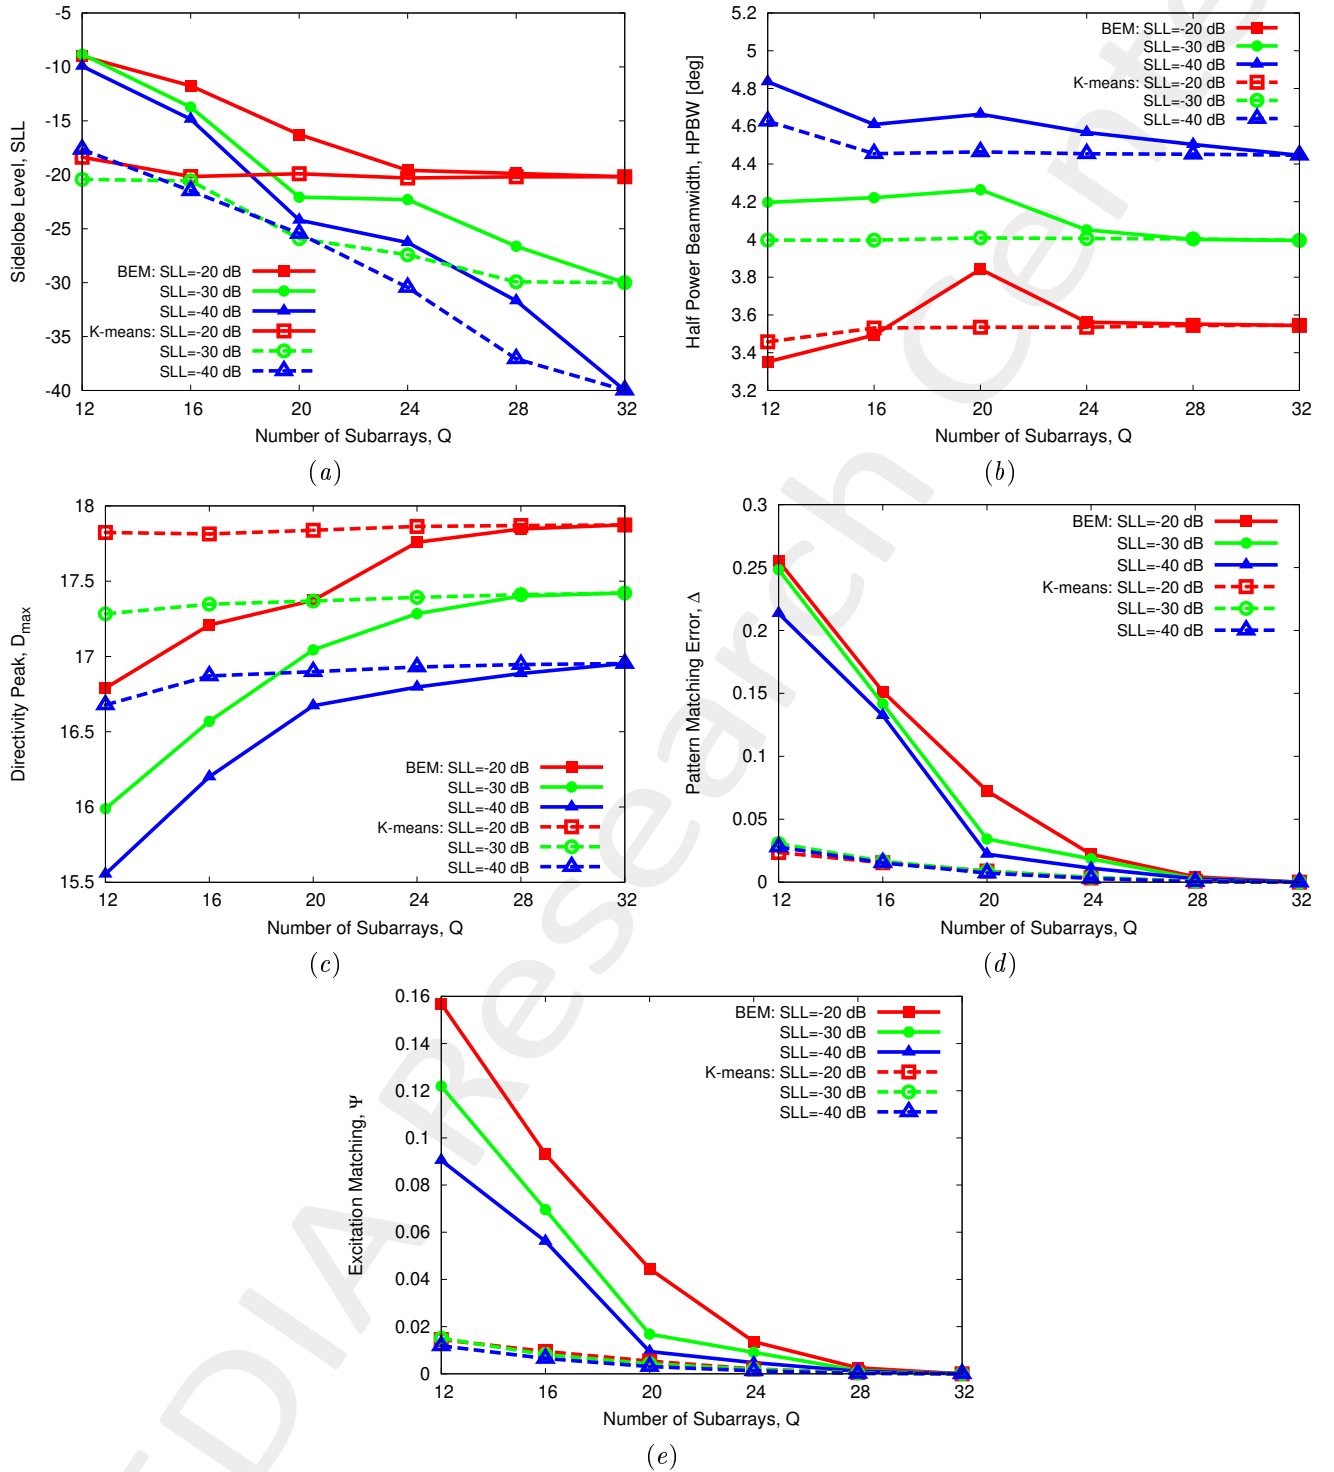 -5
-10
-15
-20
-25
-30
-35
-40
12 16 20 24 28 32
Sidelobe Level, SLL
Number of Subarrays, Q
BEM: SLL=-20 dB
SLL=-30 dB
SLL=-40 dB
K-means: SLL=-20 dB
SLL=-30 dB
SLL=-40 dB
(a)
5.2
5
4.8
4.6
4.4
4.2
4
3.8
3.6
3.4
3.2
12 16 20 24 28 32
Half Power Beamwidth, HPBW [deg]
Number of Subarrays, Q
BEM: SLL=-20 dB
SLL=-30 dB
SLL=-40 dB
K-means: SLL=-20 dB
SLL=-30 dB
SLL=-40 dB
(b)
18
17.5
17
16.5
16
15.5
12 16 20 24 28 32
Directivity Peak, Dmax
Number of Subarrays, Q
BEM: SLL=-20 dB
SLL=-30 dB
SLL=-40 dB
K-means: SLL=-20 dB
SLL=-30 dB
SLL=-40 dB
(c)
0.3
0.25
0.2
0.15
0.1
0.05
0
12 16 20 24 28 32
Pattern Matching Error, Δ
Number of Subarrays, Q
BEM: SLL=-20 dB
SLL=-30 dB
SLL=-40 dB
K-means: SLL=-20 dB
SLL=-30 dB
SLL=-40 dB
(d)
0.16
0.14
0.12
0.1
0.08
0.06
0.04
0.02
0
12 16 20 24 28 32
Excitation Matching, Ψ
Number of Subarrays, Q
BEM: SLL=-20 dB
SLL=-30 dB
SLL=-40 dB
K-means: SLL=-20 dB
SLL=-30 dB
SLL=-40 dB
(e)
EDIA Research Cente